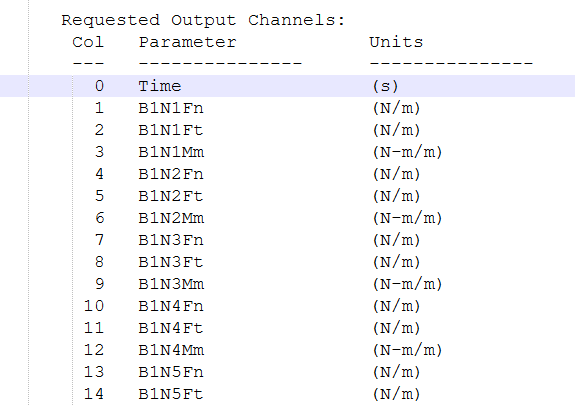 Requested Output Channels:
Col Parameter Units
--- --------------- ---------------
0 Time (s)
1 B1N1Fn (N/m)
2 B1N1Ft (N/m)
3 B1N1Mm (N-m/m)
4 B1N2Fn (N/m)
5 B1N2Ft (N/m)
6 B1N2Mm (N-m/m)
7 B1N3Fn (N/m)
8 B1N3Ft (N/m)
9 B1N3Mm (N-m/m)
10 B1N4Fn (N/m)
11 B1N4Ft (N/m)
12 B1N4Mm (N-m/m)
13 B1N5Fn (N/m)
14 B1N5Ft (N/m)